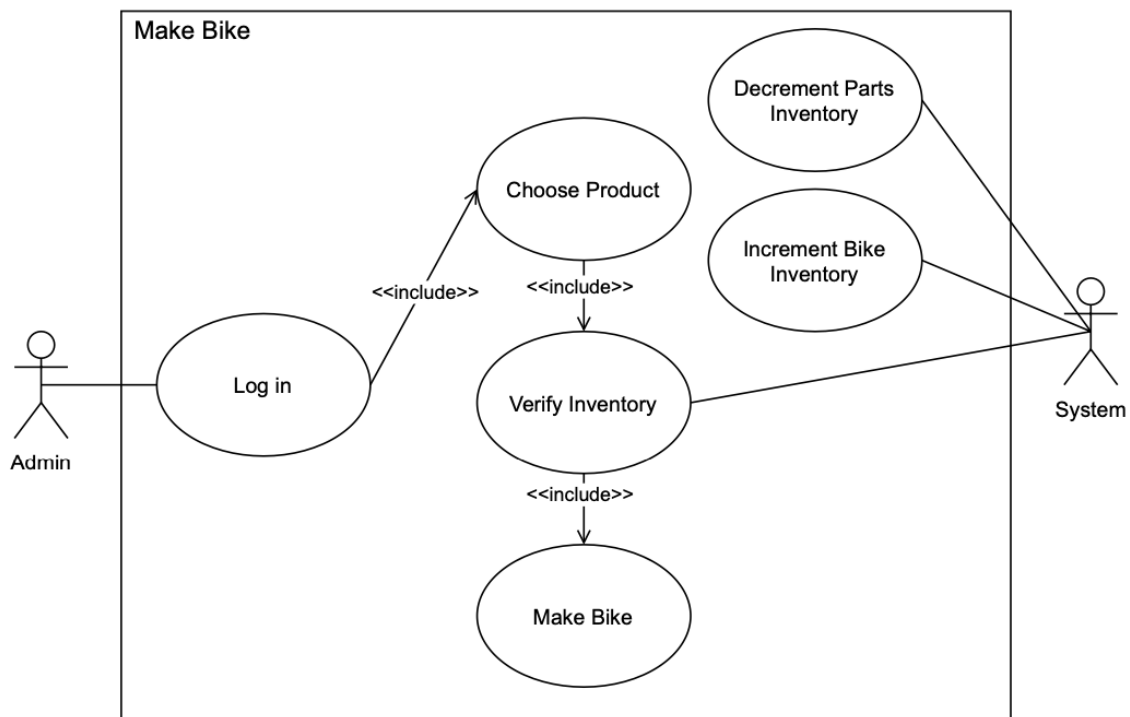 Make Bike
Decrement Parts
Inventory
Choose Product
Increment Bike
Inventory
<<include>>
<<include>>
Log in
Verify Inventory
Admin
System
<<include>>
Make Bike